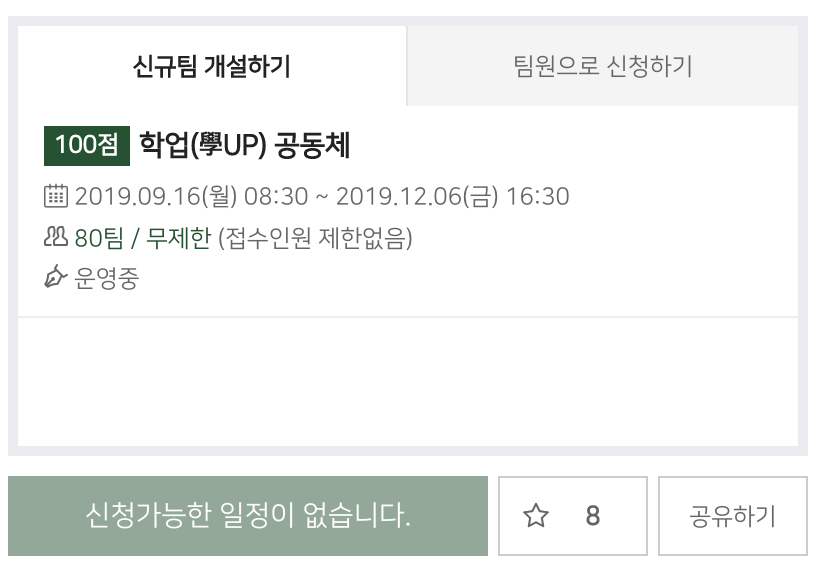 신규팀 개설하기
팀원으로 신청하기
100점 학업(學UP) 공동체
2019.09.16(월) 08:30 ~ 2019.12.06(금) 16:30
80팀 / 무제한 (접수인원 제한없음)
운영중
신청가능한 일정이 없습니다.
8
공유하기